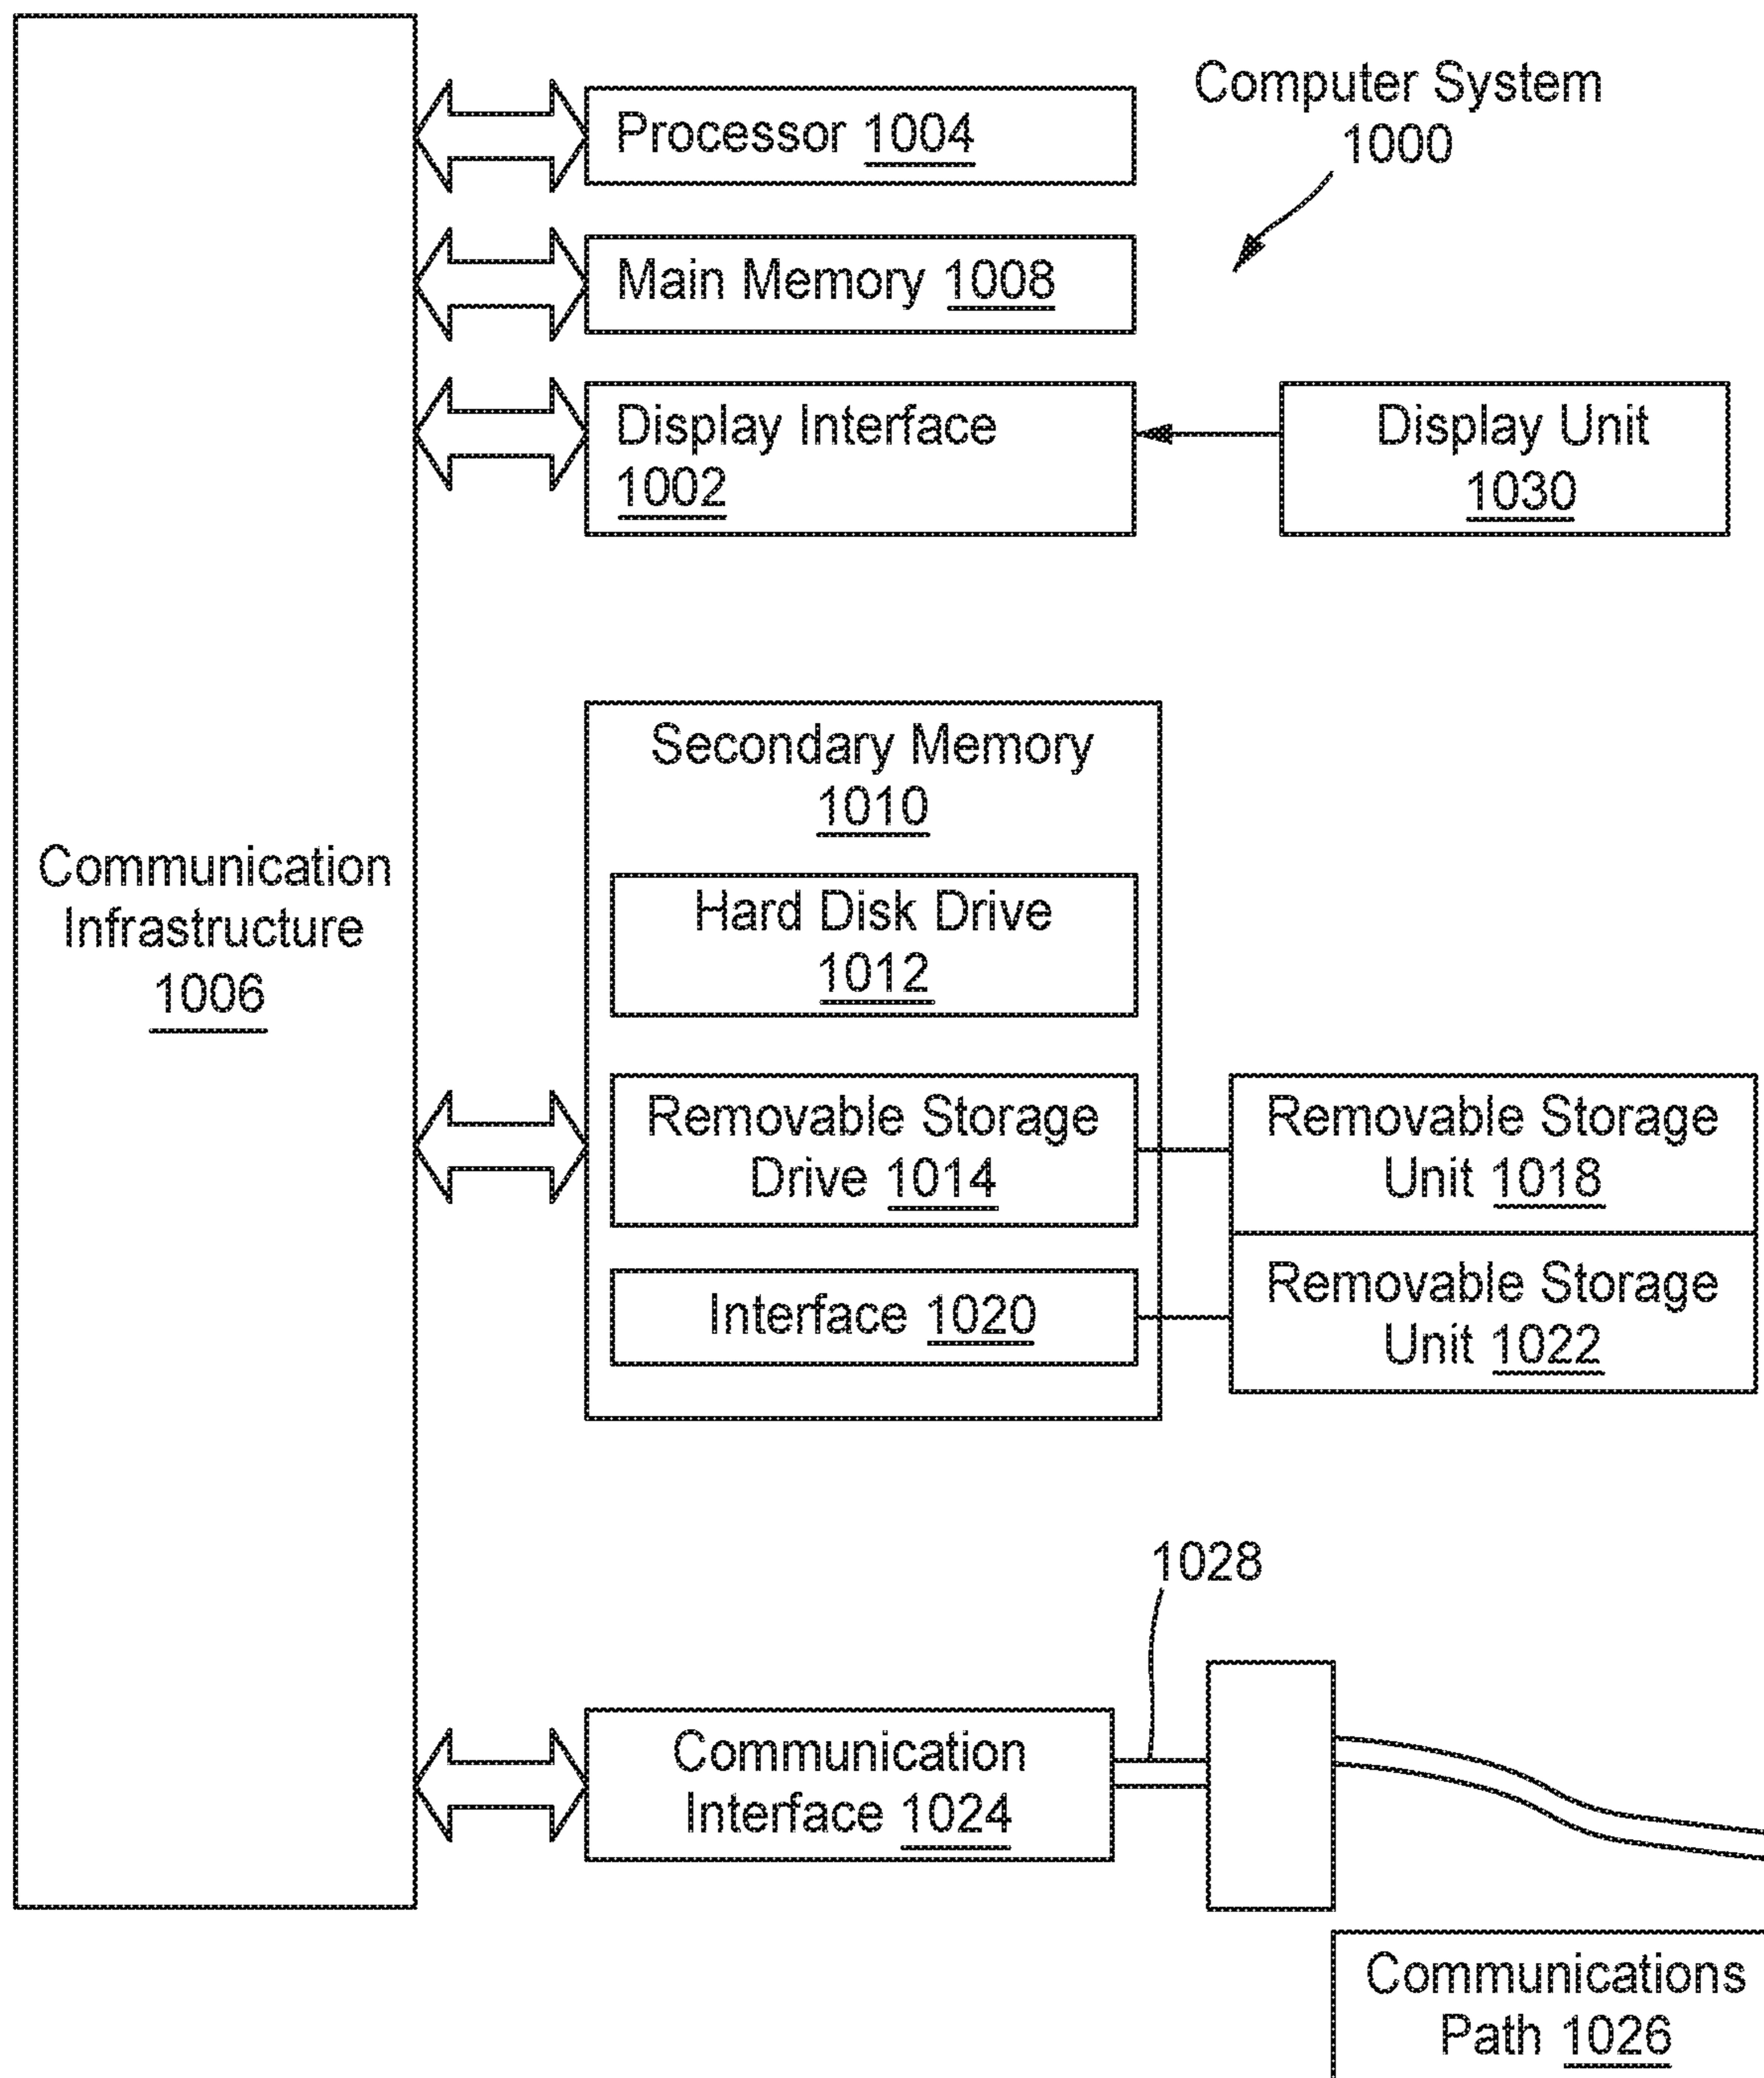 Computer System
1000
Processor 1004
Main Memory 1008
Display Interface
1002
Display Unit
1030
Communication
Infrastructure
1006
Secondary Memory
1010
Hard Disk Drive
1012
Removable Storage
Drive 1014
Removable Storage
Unit 1018
Interface 1020
Removable Storage
Unit 1022
1028
Communication
Interface 1024
Communications
Path 1026